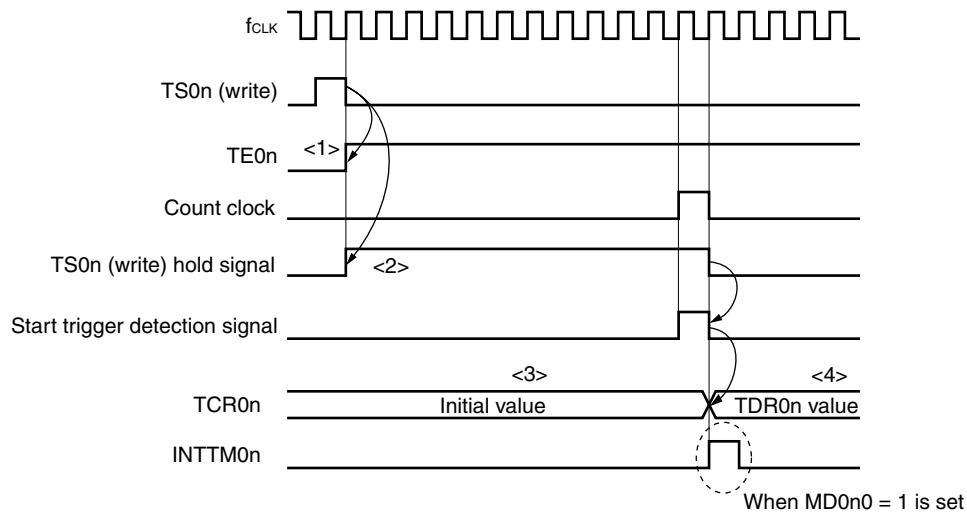 fCLK
TS0n (write)
<1>
TE0n
Count clock
TS0n (write) hold signal
<2>
Start trigger detection signal
<3>
<4>
TCR0n
Initial value
TDR0n value
INTTM0n
When MD0n0 = 1 is set